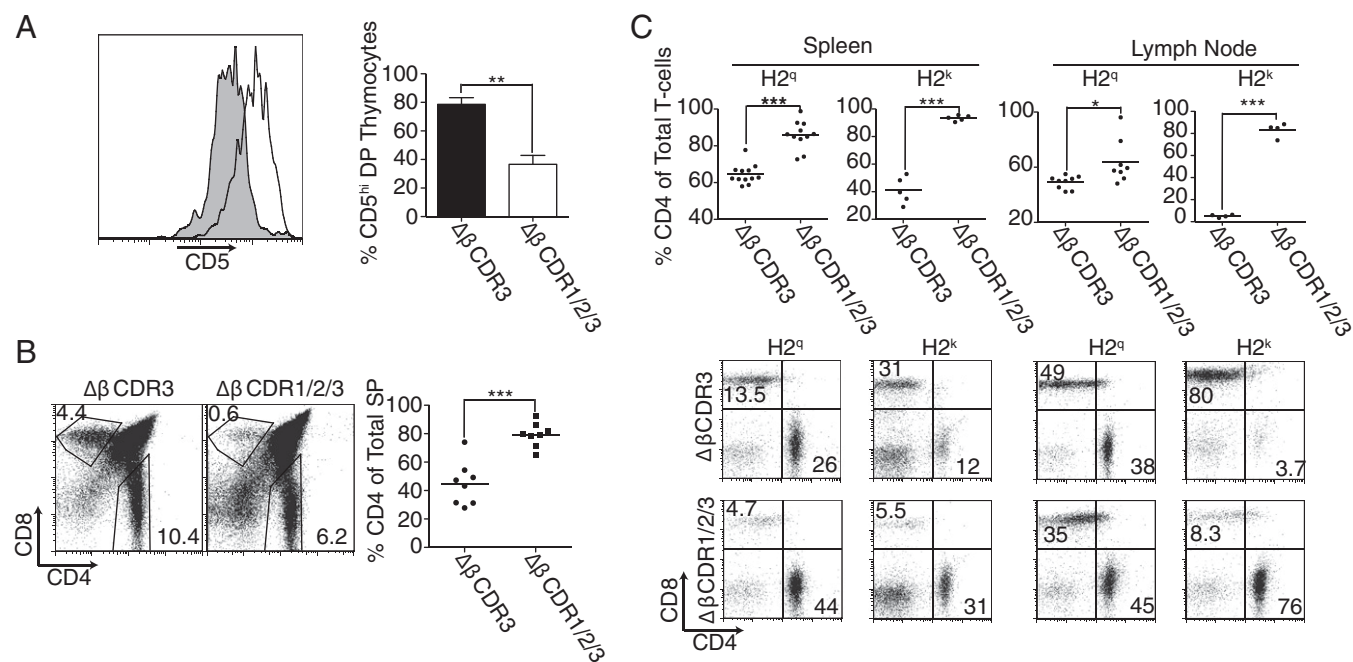 A
CD5
% CD5hi DP Thymocytes
100
80
60
40
20
0
**
ΔβCDR3
ΔβCDR1/2/3
B
ΔβCDR3
ΔβCDR1/2/3
4.4
10.4
0.6
6.2
CD8
CD4
% CD4 of Total SP
100
80
60
40
20
0
***
ΔβCDR3
ΔβCDR1/2/3
C
Spleen
Lymph Node
H2q
H2k
H2q
H2k
% CD4 of Total T-cells
100
80
60
40
***
ΔβCDR3
ΔβCDR1/2/3
100
80
60
40
20
***
ΔβCDR3
ΔβCDR1/2/3
100
60
20
*
ΔβCDR3
ΔβCDR1/2/3
100
80
60
40
20
0
***
ΔβCDR3
ΔβCDR1/2/3
H2q
H2k
H2q
H2k
ΔβCDR3
13.5
26
31
12
49
38
80
3.7
ΔβCDR1/2/3
4.7
44
5.5
31
35
45
8.3
76
CD8
CD4